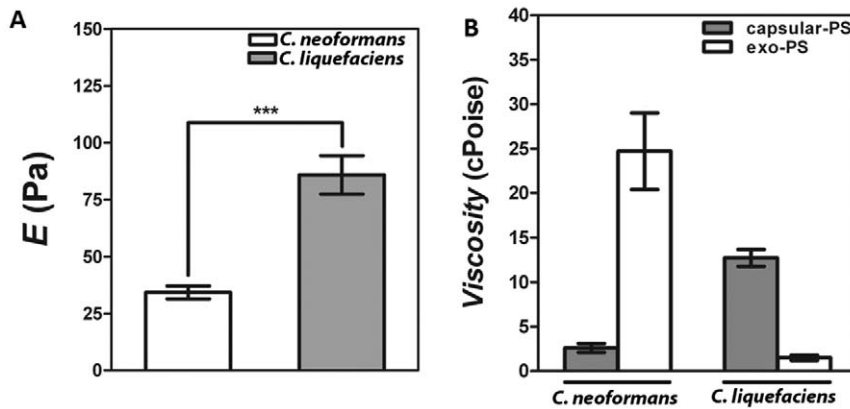 A
E (Pa)
150
125
100
75
50
25
0
C. neoformans
C. liquefaciens
***
B
Viscosity (cPoise)
40
35
30
25
20
15
10
5
0
capsular-PS
exo-PS
C. neoformans
C. liquefaciens